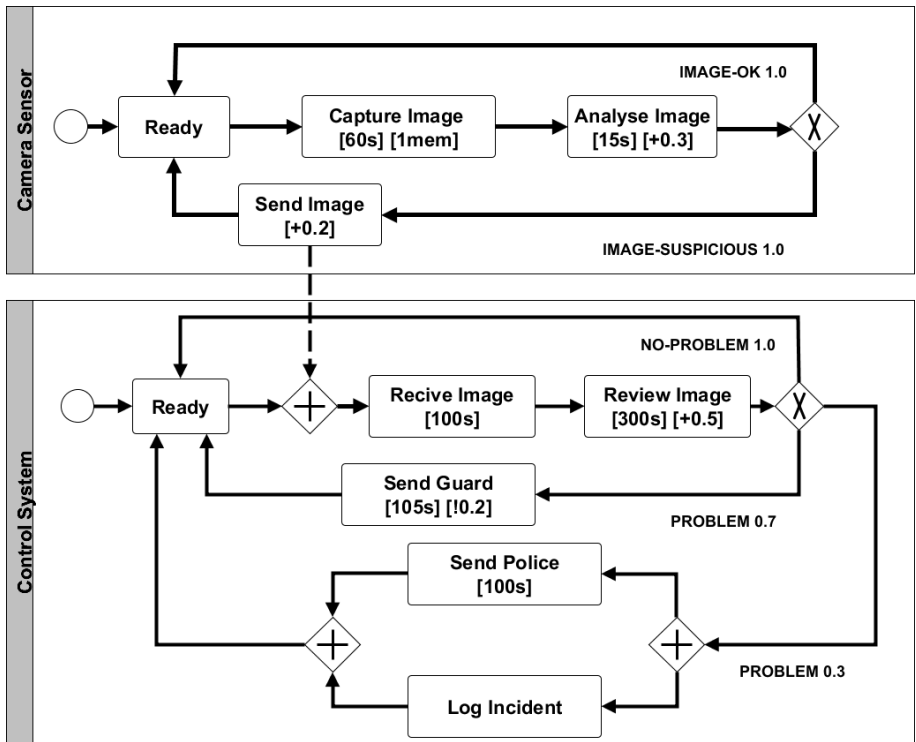 Camera Sensor
IMAGE-OK 1.0
Ready
Capture Image
[60s] [1mem]
Analyse Image
[15s] [+0.3]
X
Send Image
[+0.2]
IMAGE-SUSPICIOUS 1.0
Control System
NO-PROBLEM 1.0
Ready
Recive Image
[100s]
Review Image
[300s] [+0.5]
X
Send Guard
[105s] [!0.2]
PROBLEM 0.7
Send Police
[100s]
PROBLEM 0.3
Log Incident